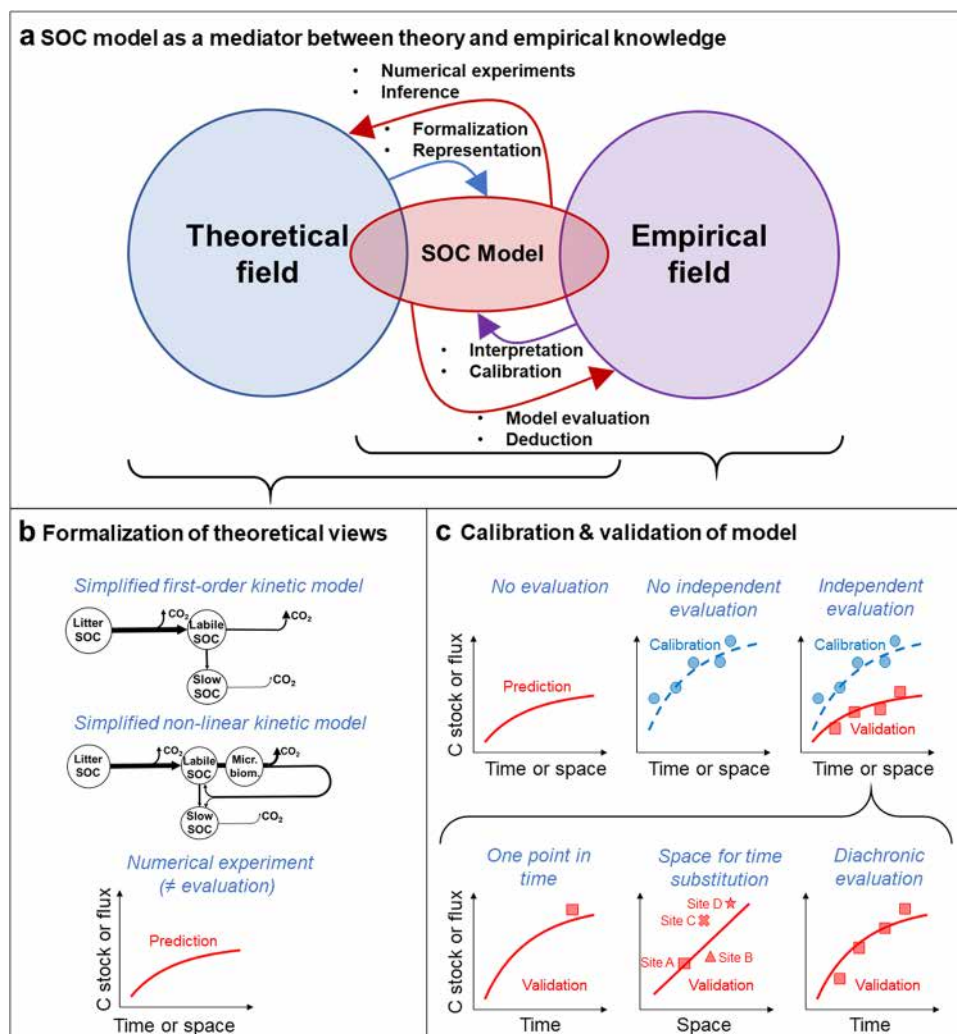 a SOC model as a mediator between theory and empirical knowledge
• Numerical experiments
• Inference
• Formalization
• Representation
Theoretical
field
SOC Model
Empirical
field
• Interpretation
• Calibration
• Model evaluation
• Deduction
b Formalization of theoretical views
Simplified first-order kinetic model
Litter
SOC
CO₂
Labile
SOC
CO₂
Slow
SOC
CO₂
Simplified non-linear kinetic model
Litter
SOC
CO₂
Labile
SOC
Micr.
biom.
CO₂
Slow
SOC
CO₂
Numerical experiment
(≠ evaluation)
C stock or flux
Prediction
Time or space
c Calibration & validation of model
No evaluation
C stock or flux
Prediction
Time or space
No independent
evaluation
Calibration
Time or space
Independent
evaluation
Calibration
Validation
Time or space
One point in
time
C stock or flux
Validation
Time
Space for time
substitution
Site D
Site C
Site A
Site B
Validation
Space
Diachronic
evaluation
Validation
Time